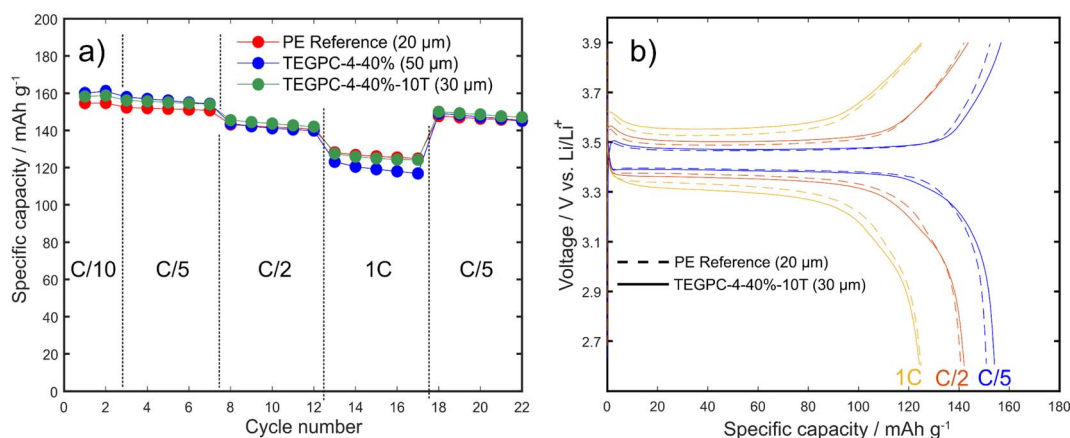 a)
PE Reference (20 µm)
TEGPC-4-40% (50 µm)
TEGPC-4-40%-10T (30 µm)
Specific capacity / mAh g⁻¹
200
180
160
140
120
100
80
60
40
20
0
C/10
C/5
C/2
1C
C/5
0 2 4 6 8 10 12 14 16 18 20 22
Cycle number
b)
Voltage / V vs. Li/Li⁺
3.9
3.7
3.5
3.3
3.1
2.9
2.7
PE Reference (20 µm)
TEGPC-4-40%-10T (30 µm)
1C C/2 C/5
0 20 40 60 80 100 120 140 160 180
Specific capacity / mAh g⁻¹